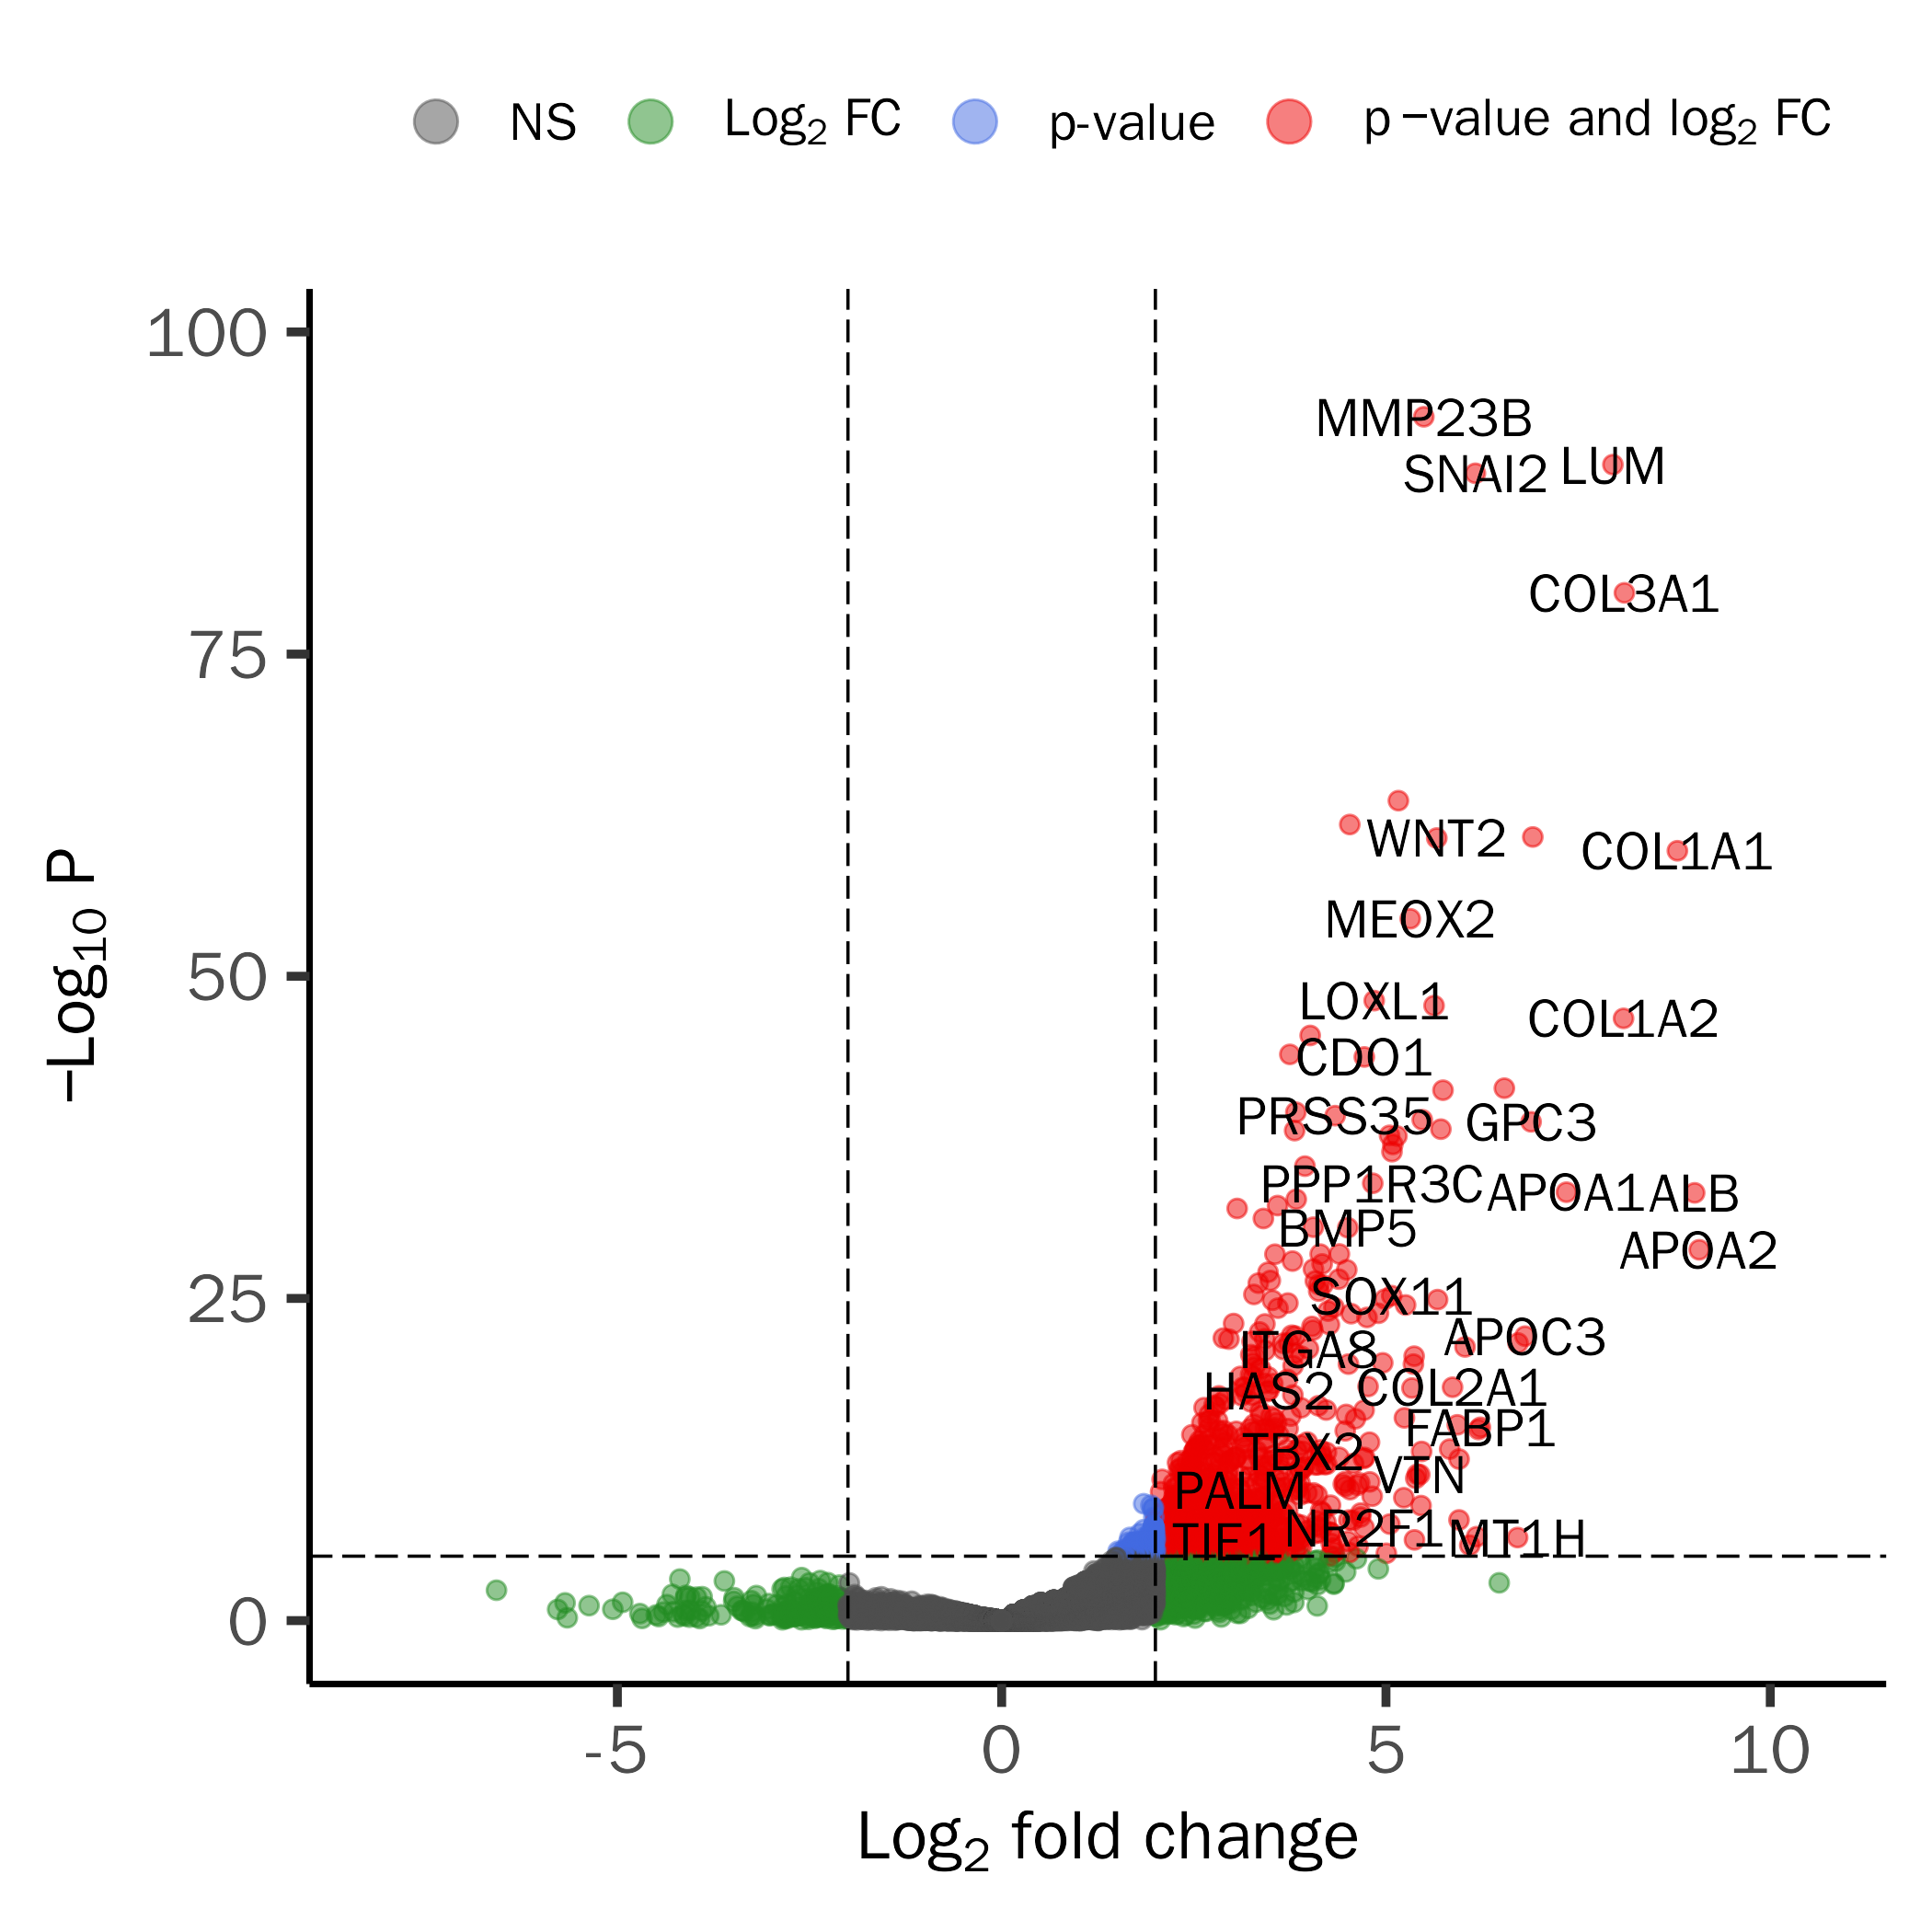 NS Log2 FC p-value p −value and log2 FC
100
75
50
25
0
−Log10 P
MMP23B
SNAI2 LUM
COL3A1
WNT2 COL1A1
MEOX2
LOXL1 COL1A2
CDO1
PRSS35 GPC3
PPP1R3C APOA1 ALB
BMP5
APOA2
SOX11
APOC3
ITGA8
HAS2 COL2A1
FABP1
TBX2
VTN
PALM
NR2F1 MT1H
TIE1
-5 0 5 10
Log2 fold change